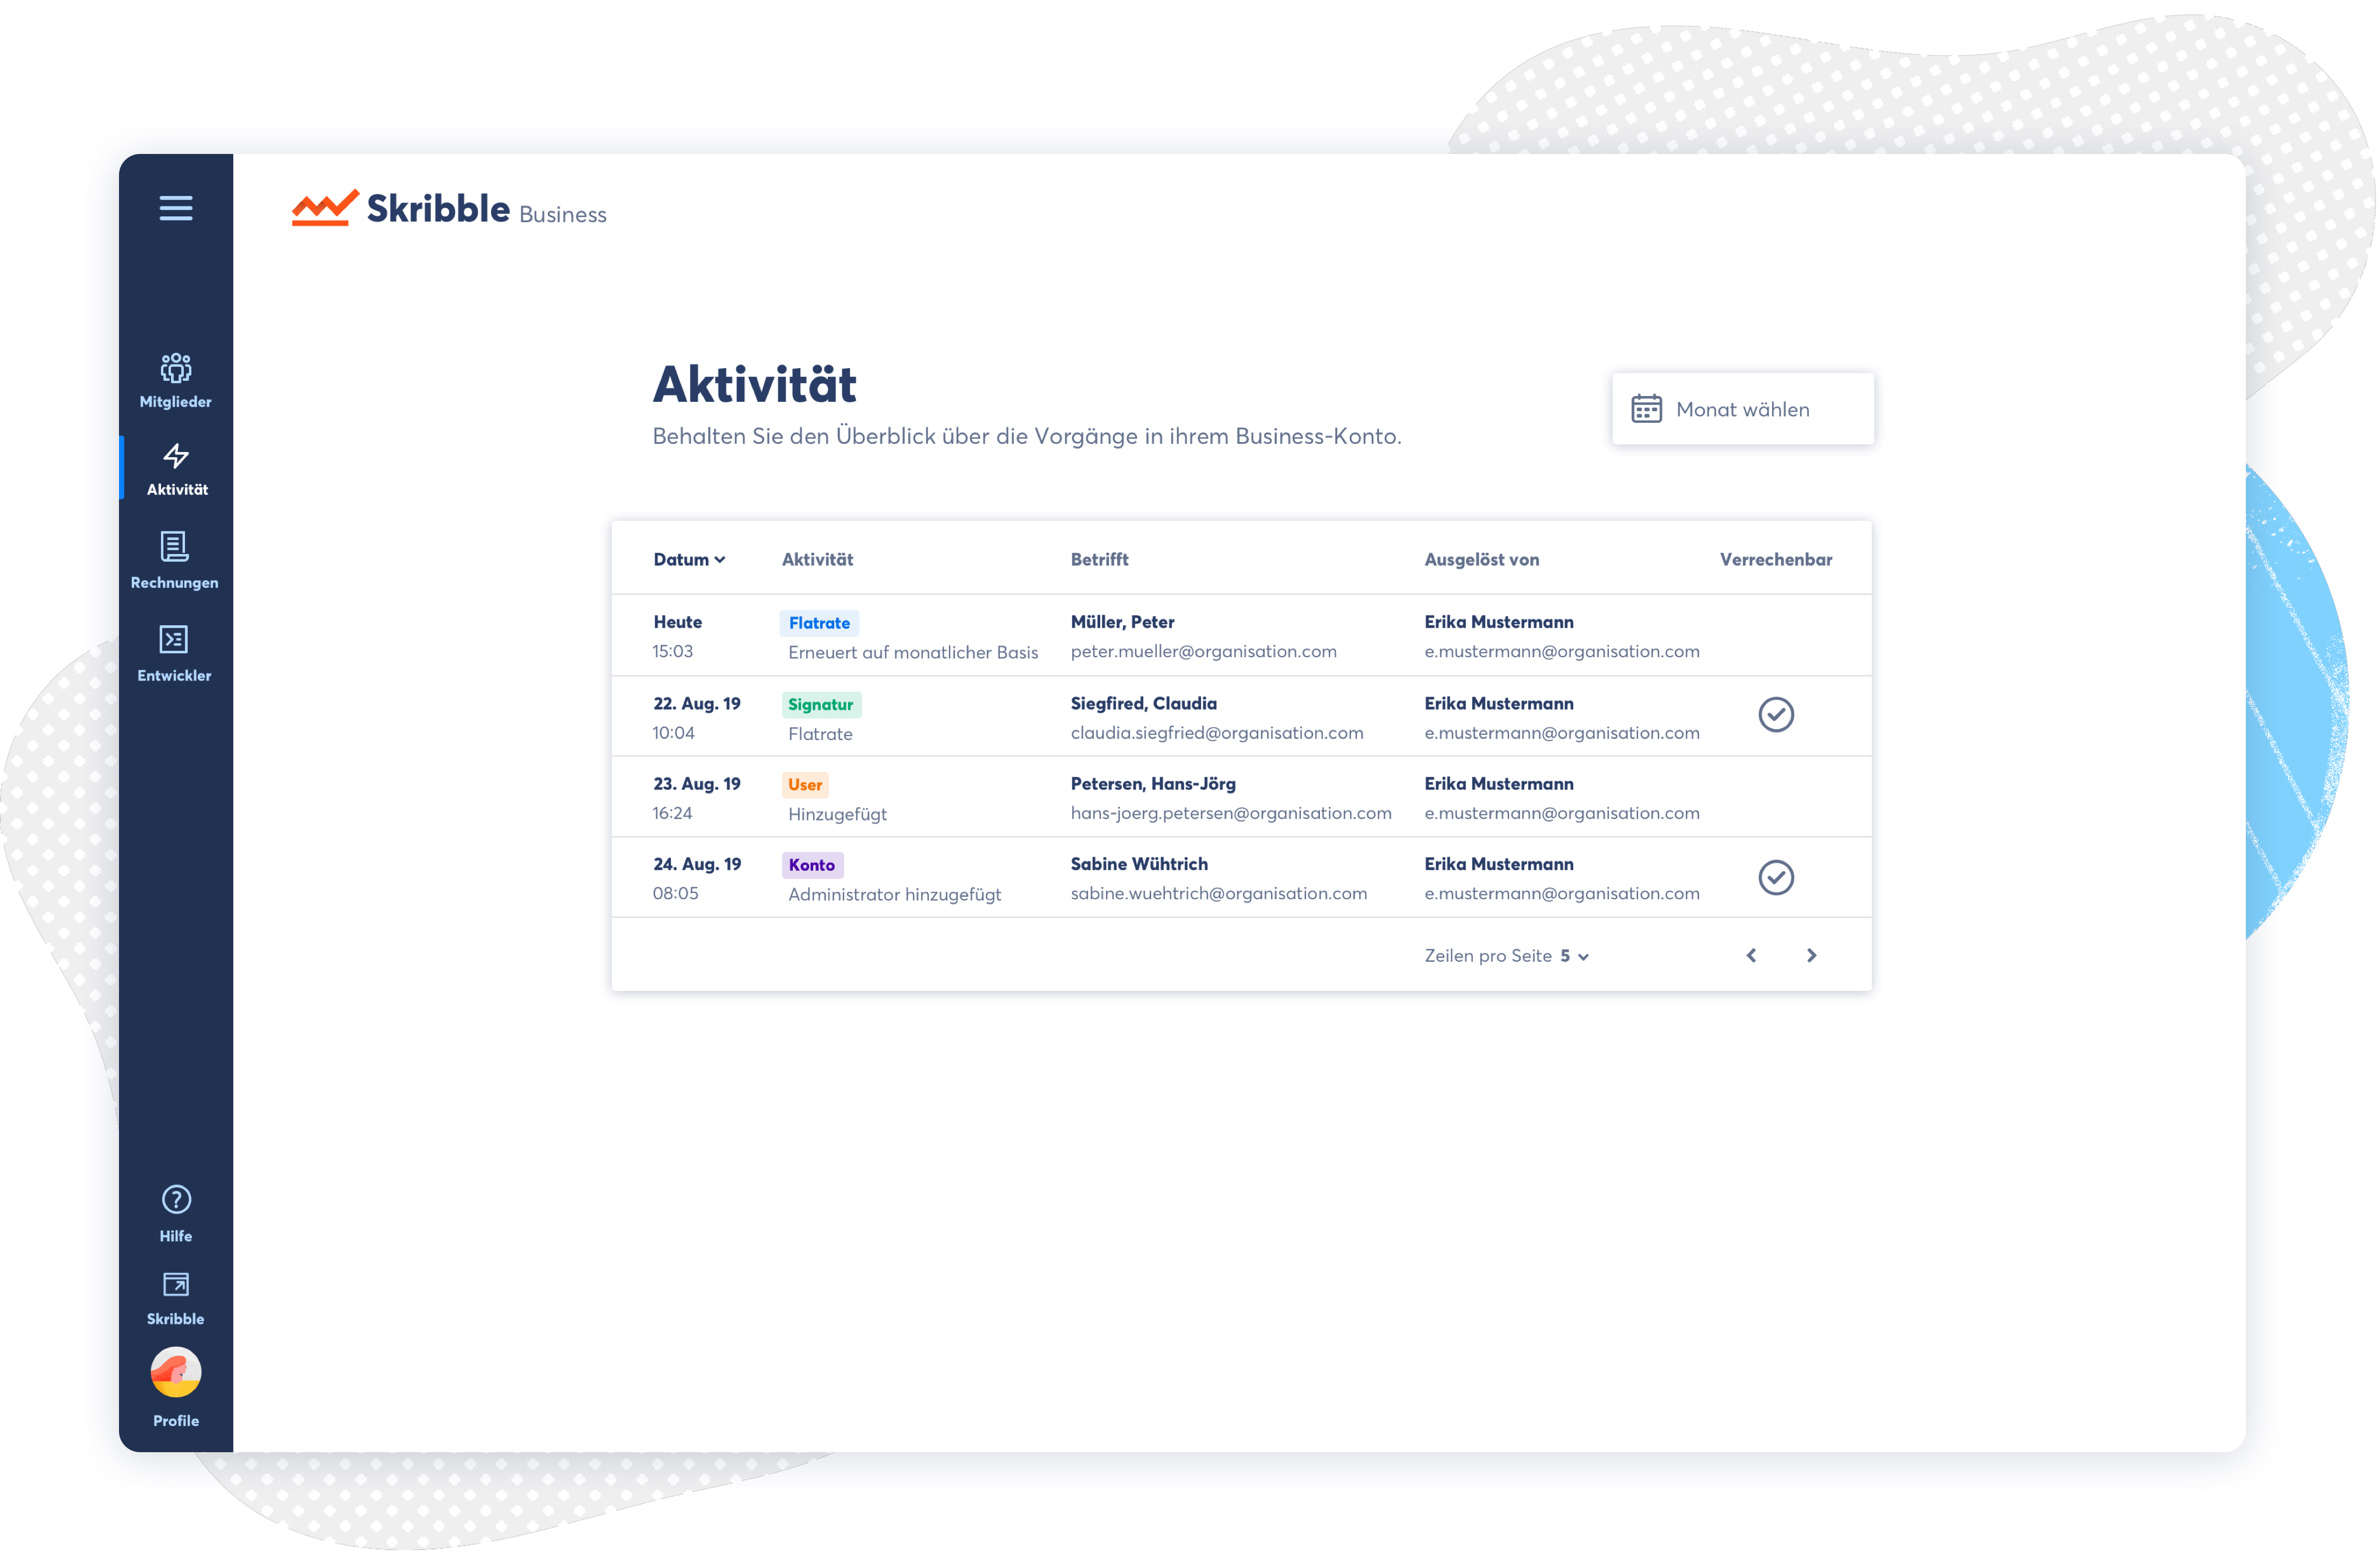 Skribble Business
Mitglieder
Aktivität
Rechnungen
Entwickler
Hilfe
Skribble
Profile
Aktivität
Behalten Sie den Überblick über die Vorgänge in ihrem Business-Konto.
Monat wählen
Datum Aktivität Betrifft Ausgelöst von Verrechenbar
Heute Flatrate Müller, Peter Erika Mustermann
15:03 Erneuert auf monatlicher Basis peter.mueller@organisation.com e.mustermann@organisation.com
22. Aug. 19 Signatur Siegfired, Claudia Erika Mustermann
10:04 Flatrate claudia.siegfried@organisation.com e.mustermann@organisation.com
23. Aug. 19 User Petersen, Hans-Jörg Erika Mustermann
16:24 Hinzugefügt hans-joerg.petersen@organisation.com e.mustermann@organisation.com
24. Aug. 19 Konto Sabine Wühtrich Erika Mustermann
08:05 Administrator hinzugefügt sabine.wuehtrich@organisation.com e.mustermann@organisation.com
Zeilen pro Seite 5